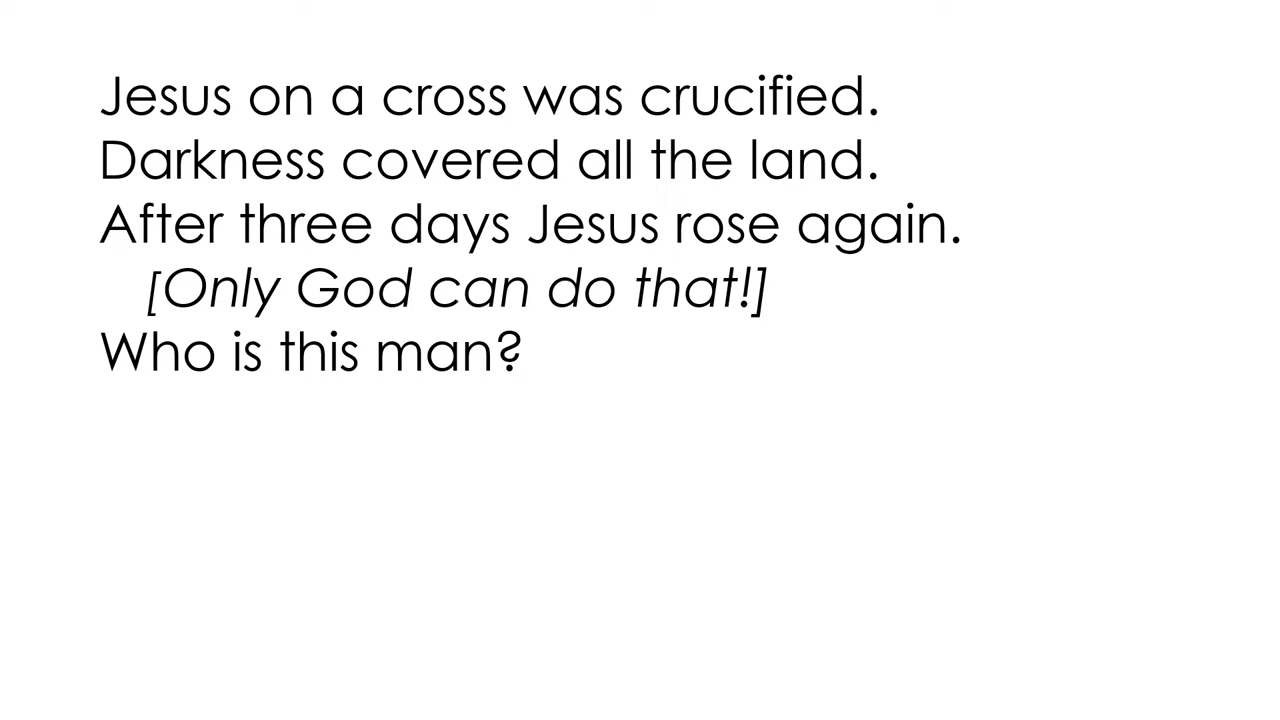 Jesus on a cross was crucified.
Darkness covered all the land.
After three days Jesus rose again.
[Only God can do that!]
Who is this man?